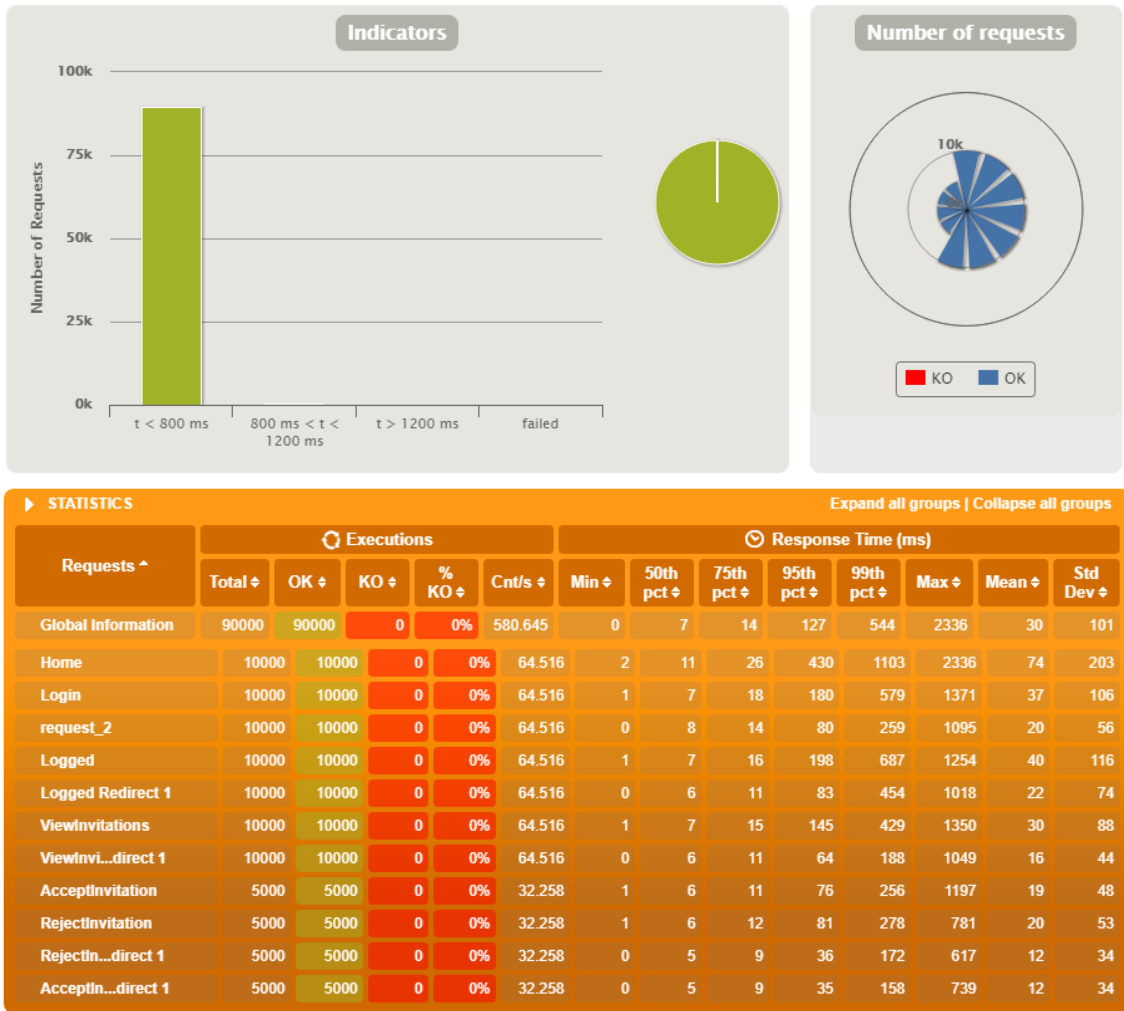 Indicators
100k
75k
50k
25k
0k
Number of Requests
t < 800 ms
800 ms < t <
1200 ms
t > 1200 ms
failed
Number of requests
10k
KO OK
STATISTICS Expand all groups | Collapse all groups
Requests Executions Response Time (ms)
Total OK KO % KO Cnt/s Min 50th pct 75th pct 95th pct 99th pct Max Mean Std Dev
Global Information 90000 90000 0 0% 580.645 0 7 14 127 544 2336 30 101
Home 10000 10000 0 0% 64.516 2 11 26 430 1103 2336 74 203
Login 10000 10000 0 0% 64.516 1 7 18 180 579 1371 37 106
request_2 10000 10000 0 0% 64.516 0 8 14 80 259 1095 20 56
Logged 10000 10000 0 0% 64.516 1 7 16 198 687 1254 40 116
Logged Redirect 1 10000 10000 0 0% 64.516 0 6 11 83 454 1018 22 74
ViewInvitations 10000 10000 0 0% 64.516 1 7 15 145 429 1350 30 88
ViewInvi...direct 1 10000 10000 0 0% 64.516 0 6 11 64 188 1049 16 44
AcceptInvitation 5000 5000 0 0% 32.258 1 6 11 76 256 1197 19 48
RejectInvitation 5000 5000 0 0% 32.258 1 6 12 81 278 781 20 53
RejectIn...direct 1 5000 5000 0 0% 32.258 0 5 9 36 172 617 12 34
AcceptIn...direct 1 5000 5000 0 0% 32.258 0 5 9 35 158 739 12 34